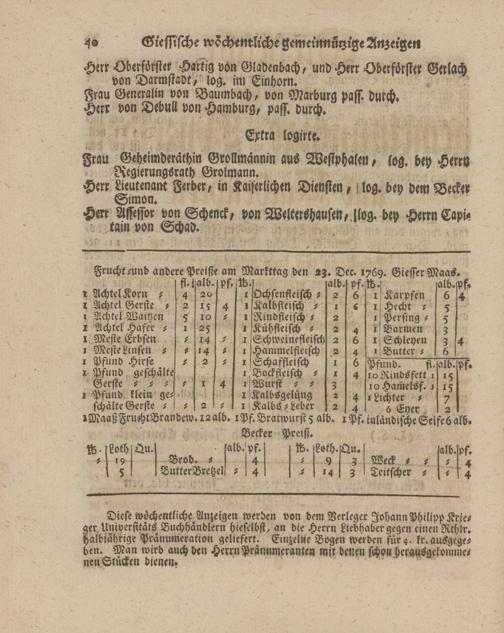 40 Giessische wöchentliche gemeinnützige Anzeigen
Herr Oberförster Hartig von Gladenbach, und Herr Oberförster Gerlach
von Darmstadt, log. im Einhorn.
Frau Generalin von Baumbach, von Marburg pass. durch.
Herr von Debull von Hamburg, pass. durch.
Extra logirte.
Frau Geheimderäthin Grollmännin aus Westphalen, log. bey Herrn
Regierungsrath Grolmann.
Herr Lieutenant Ferber, in Kaiserlichen Diensten, log. bey dem Becker
Simon.
Herr Assessor von Schenck, von Weltershausen, log. bey Herrn Capi-
tain von Schad.
Frucht und andere Preiße am Markttag den 23. Dec. 1769. Giesser Maas.
fl. alb. pf. ℔. alb. pf. ℔. alb. pf.
1 Achtel Korn 4 20 1 Ochsenfleisch 2 6 1 Karpfen 6 4
1 Achtel Gerste 2 15 4 1 Kalbfleisch 1 6 1 Hecht 5
1 Achtel Waitzen 5 10 1 Rindfleisch 2 1 Persing 5
1 Achtel Hafer 1 25 1 Kühfleisch 2 4 1 Barmen 3
1 Meste Erbsen 14 1 Schweinefleisch 2 6 1 Schleyen 3 4
1 Meste Linsen 14 1 Hammelfleisch 2 4 1 Butter 6
1 Pfund Hirse 2 1 Schaffleisch 1 6 Pfund. fl. alb. pf.
1 Pfund geschälte 1 Bockfleisch 1 4 10 Rindsfett 1 15
Gerste 1 4 1 Wurst 3 10 Hamelsf. 1 15
1 Pfund klein ge- 1 Kalbsgelüng 2 1 Lichter 7
schälte Gerste 2 1 Kalbs-Leber 2 4 6 Eyer 2
1 Maas Frucht Brandew. 12 alb. 1 Pf. Bratwurst 5 alb. 1 Pf. inländische Seife 6 alb.
Becker Preiß.
℔. Loth Qu. alb. pf. ℔. Loth Qu. alb. pf.
19 Brod. 4 9 3 Weck 4
5 Butter Bretzel 4 14 3 Teitscher 4
Diese wöchentliche Anzeigen werden von dem Verleger Johann Philipp Krie-
ger, Universitäts Buchhändlern hieselbst, an die Herrn Liebhaber gegen einen Rthlr.
halbjährige Pränumeration geliefert. Einzelne Bogen werden für 4. kr. ausgege-
ben. Man wird auch den Herrn Pränumeranten mit denen schon herausgekomme-
nen Stücken dienen.